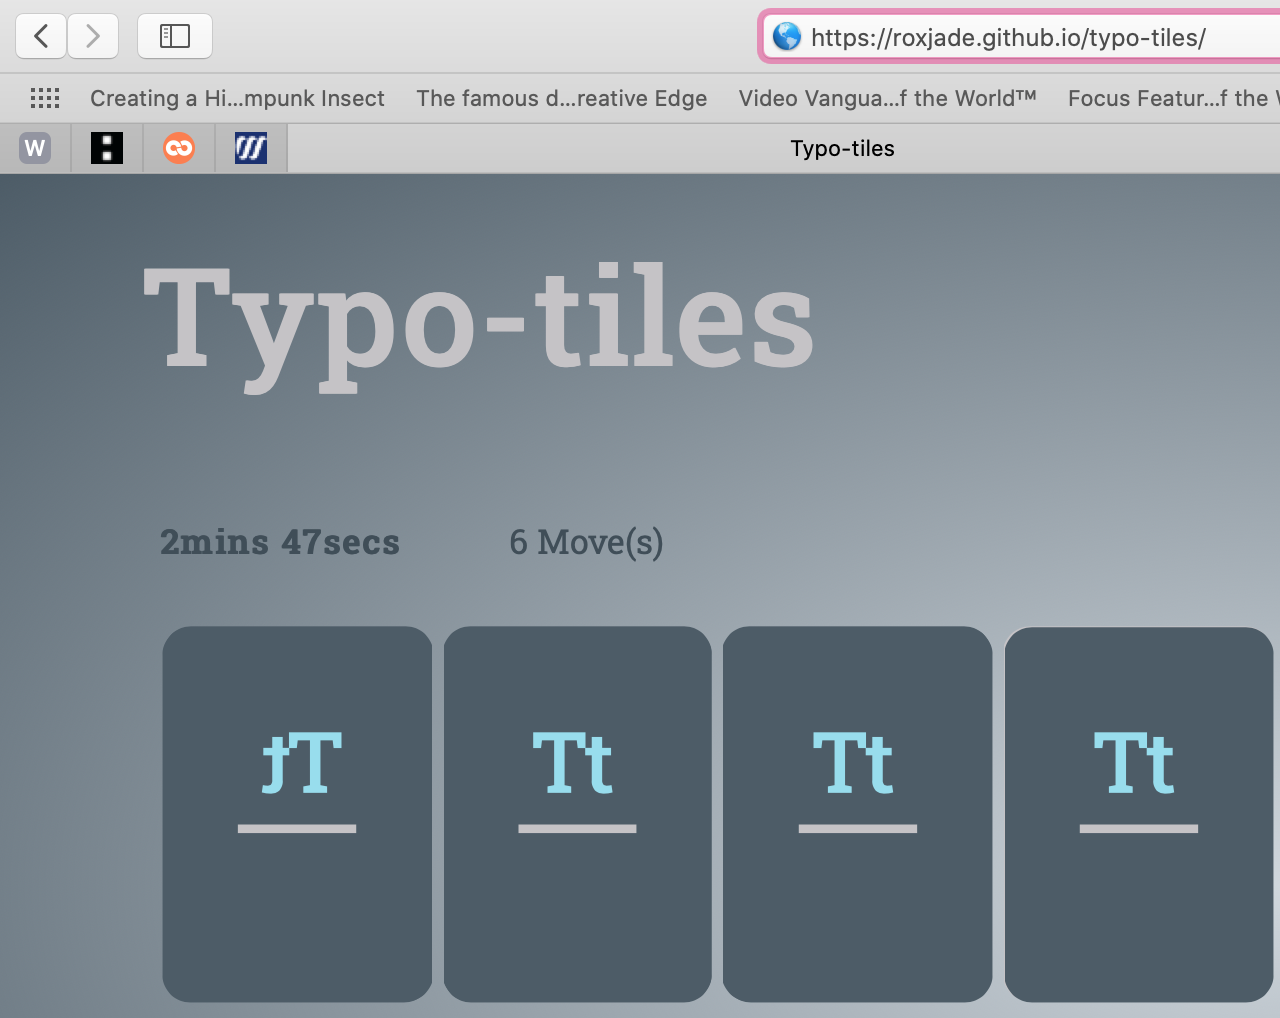 https://roxjade.github.io/typo-tiles/
Creating a Hi...mpunk Insect The famous d...reative Edge Video Vangua...f the World™ Focus Featur...f the
W Typo-tiles
Typo-tiles
2mins 47secs 6 Move(s)
Tt Tt Tt Tt